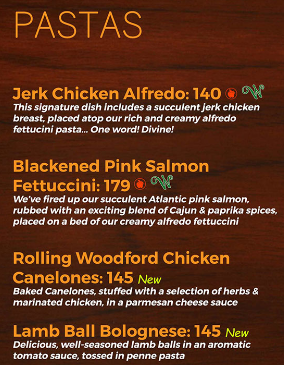 PASTAS
Jerk Chicken Alfredo: 140
This signature dish includes a succulent jerk chicken
breast, placed atop our rich and creamy alfredo
fettucini pasta... One word! Divine!
Blackened Pink Salmon
Fettuccini: 179
We've fired up our succulent Atlantic pink salmon,
rubbed with an exciting blend of Cajun & paprika spices,
placed on a bed of our creamy alfredo fettuccini
Rolling Woodford Chicken
Canelones: 145 New
Baked Canelones, stuffed with a selection of herbs &
marinated chicken, in a parmesan cheese sauce
Lamb Ball Bolognese: 145 New
Delicious, well-seasoned lamb balls in an aromatic
tomato sauce, tossed in penne pasta